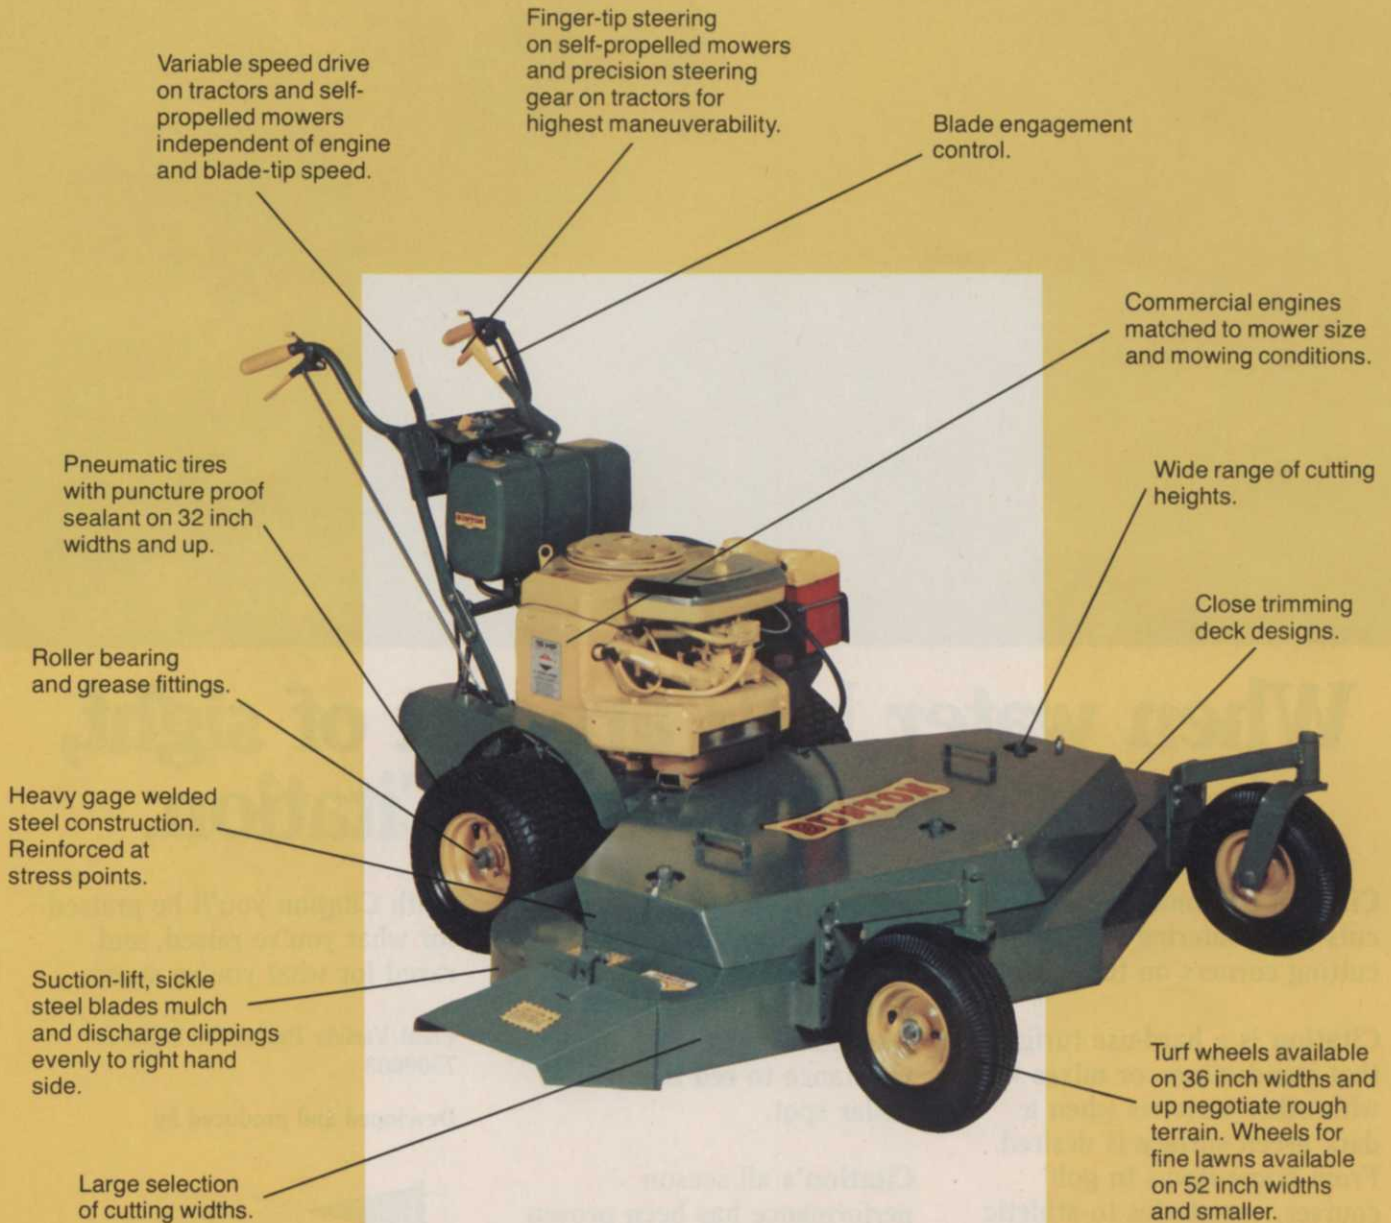 Finger-tip steering
on self-propelled mowers
and precision steering
gear on tractors for
highest maneuverability.
Variable speed drive
on tractors and self-
propelled mowers
independent of engine
and blade-tip speed.
Blade engagement
control.
Commercial engines
matched to mower size
and mowing conditions.
Pneumatic tires
with puncture proof
sealant on 32 inch
widths and up.
Wide range of cutting
heights.
Close trimming
deck designs.
Roller bearing
and grease fittings.
BUNTON
Heavy gage welded
steel construction.
Reinforced at
stress points.
Suction-lift, sickle
steel blades mulch
and discharge clippings
evenly to right hand
side.
Turf wheels available
on 36 inch widths and
up negotiate rough
terrain. Wheels for
fine lawns available
on 52 inch widths
and smaller.
Large selection
of cutting widths.